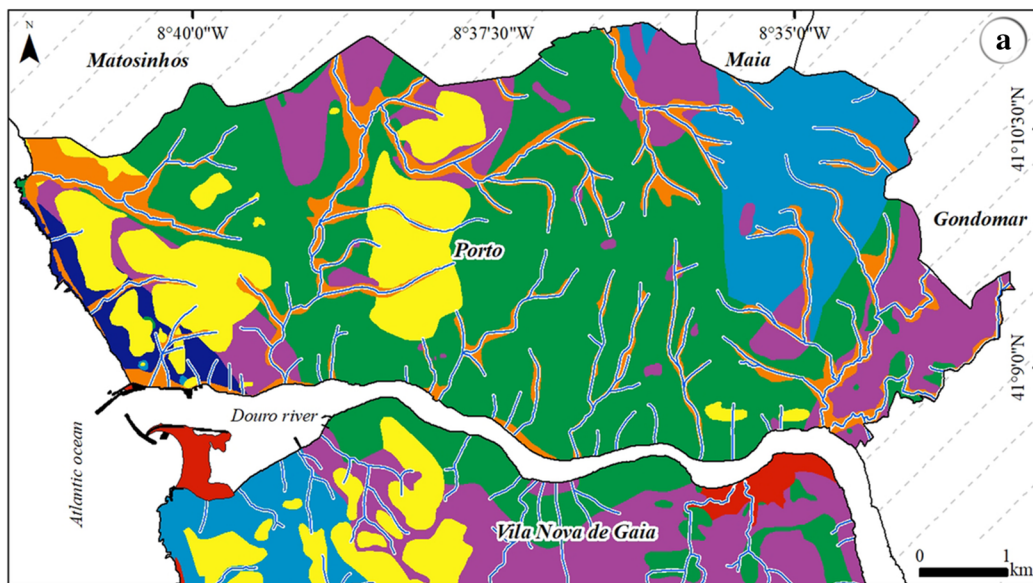 N
8°40'0"W
8°37'30"W
8°35'0"W
a
Matosinhos
Maia
41°10'30"N
Gondomar
Porto
41°9'0"N
Douro river
Atlantic ocean
Vila Nova de Gaia
0 1
km